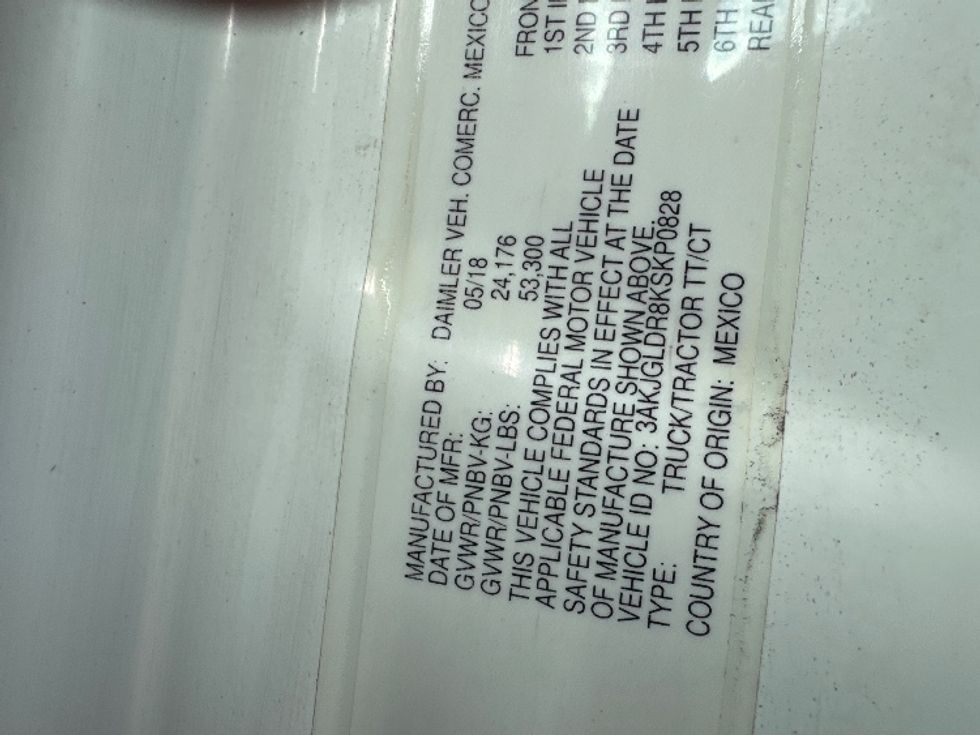 MANUFACTURED BY: DAIMLER VEH. COMERC. MEXICO
DATE OF MFR: 05/18
GVWR/PNBV-KG: 24,176
GVWR/PNBV-LBS: 53,300
THIS VEHICLE COMPLIES WITH ALL
APPLICABLE FEDERAL MOTOR VEHICLE
SAFETY STANDARDS IN EFFECT AT THE DATE
OF MANUFACTURE SHOWN ABOVE.
VEHICLE ID NO: 3AKJGLDR8KSKP0828
TYPE: TRUCK/TRACTOR TT/CT
COUNTRY OF ORIGIN: MEXICO
FRON
1ST I
2ND
3RD
4TH
5TH
6TH
REA